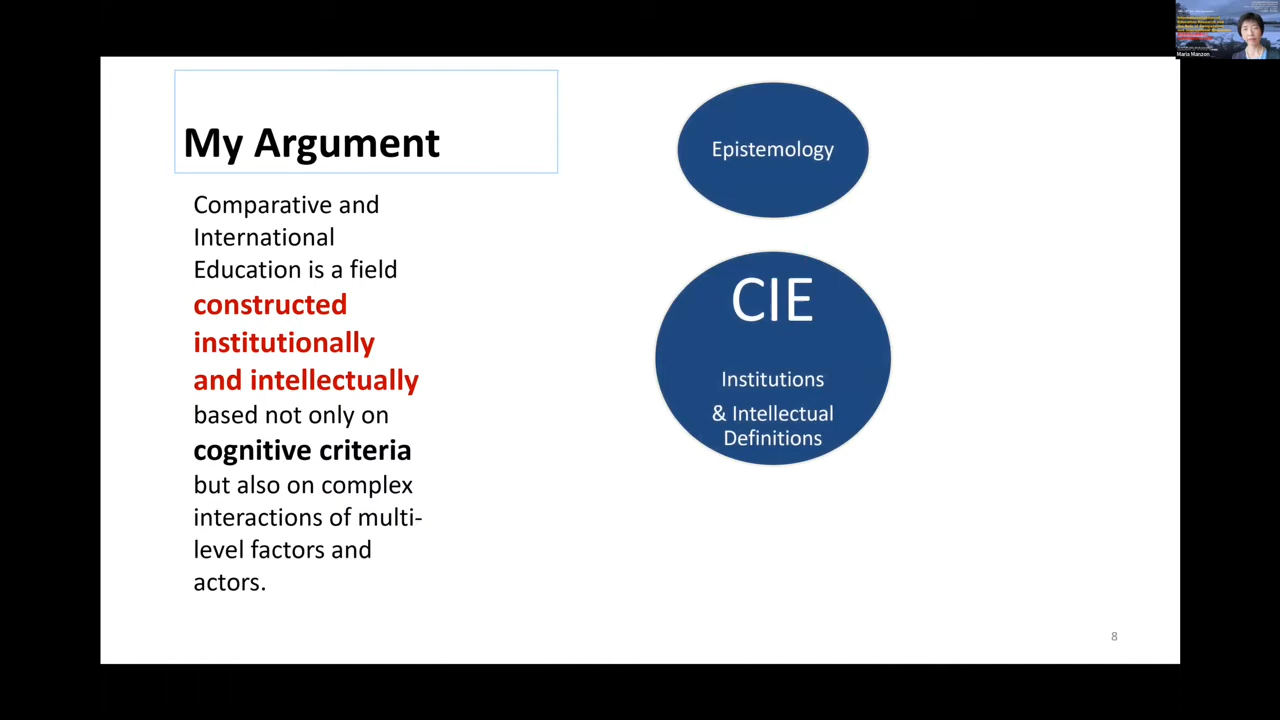 My Argument
Comparative and
International
Education is a field
constructed
institutionally
and intellectually
based not only on
cognitive criteria
but also on complex
interactions of multi-
level factors and
actors.
Epistemology
CIE
Institutions
& Intellectual
Definitions
8
Maria Manzon